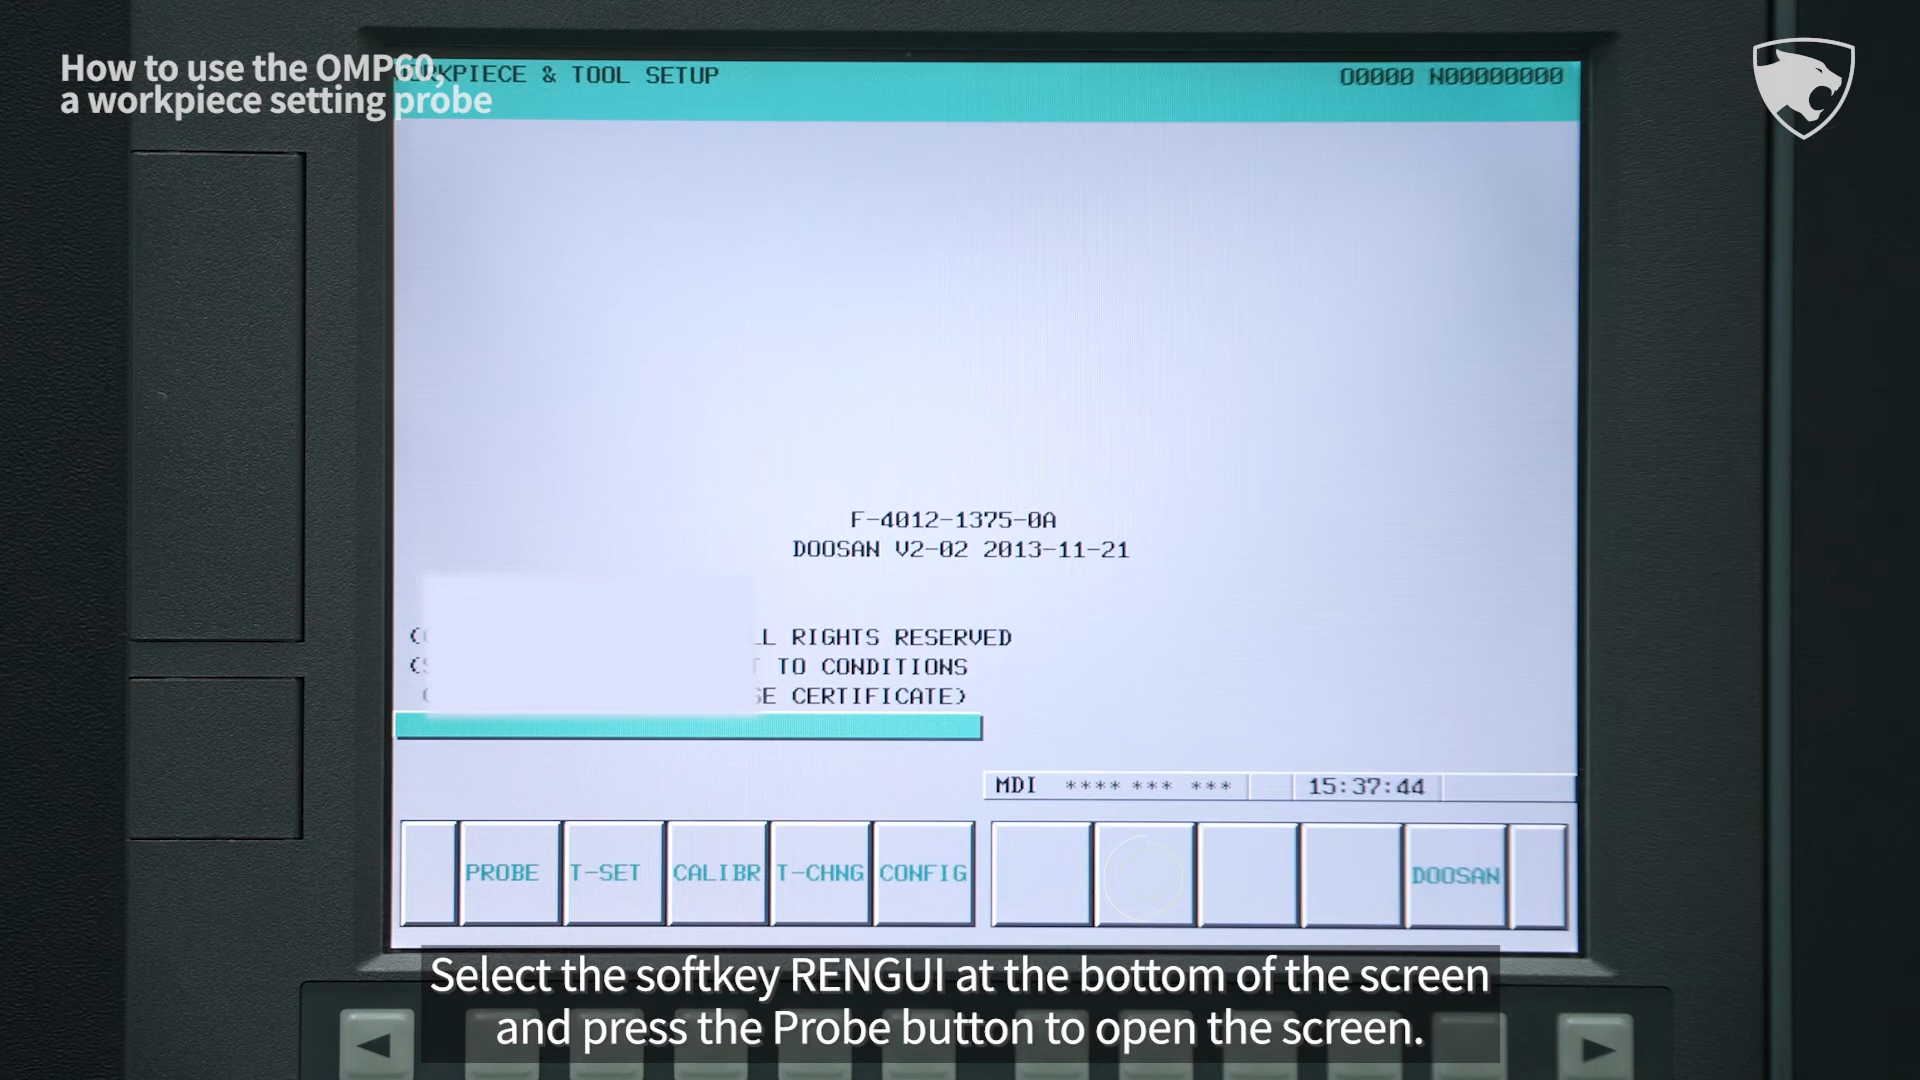 How to use the OMP60,
a workpiece setting probe
WORKPIECE & TOOL SETUP
O0000 N00000000
F-4012-1375-0A
DOOSAN V2-02 2013-11-21
RIGHTS RESERVED
TO CONDITIONS
CERTIFICATE)
MDI **** *** ***
15:37:44
PROBE T-SET CALIBR T-CHNG CONFIG DOOSAN
Select the softkey RENGUI at the bottom of the screen
and press the Probe button to open the screen.